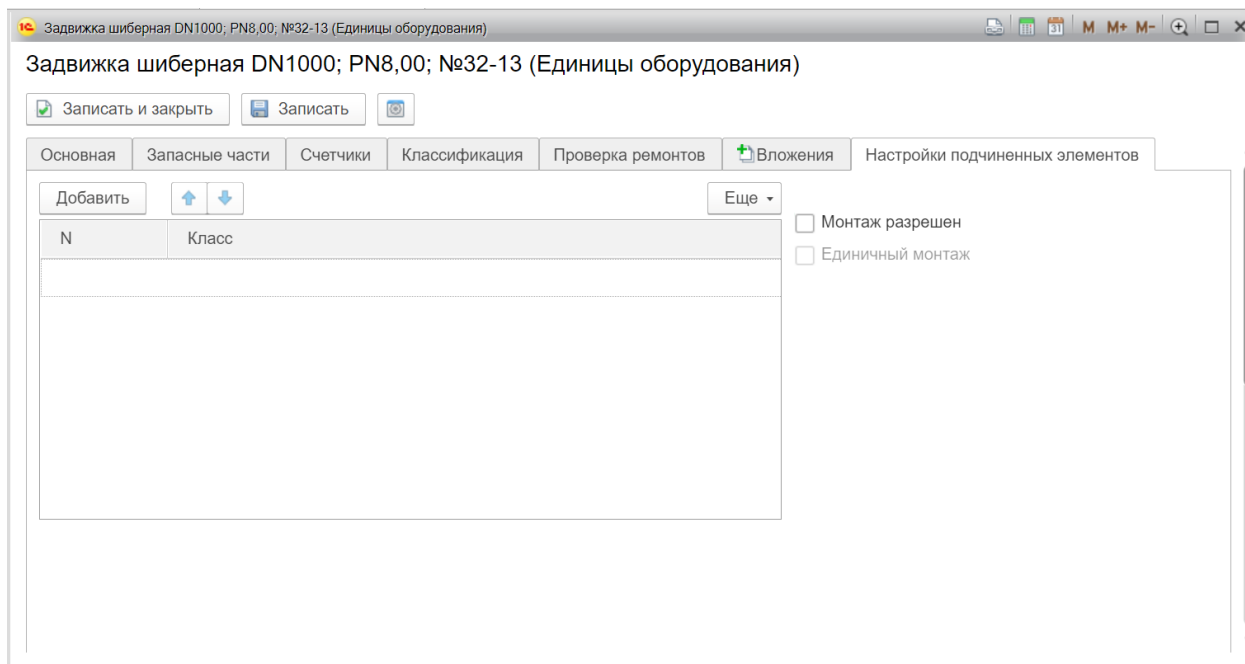 1С Задвижка шиберная DN1000; PN8,00; №32-13 (Единицы оборудования) 31 M M+ M-
Задвижка шиберная DN1000; PN8,00; №32-13 (Единицы оборудования)
Записать и закрыть Записать
Основная Запасные части Счетчики Классификация Проверка ремонтов Вложения Настройки подчиненных элементов
Добавить Еще
N Класс
Монтаж разрешен
Единичный монтаж